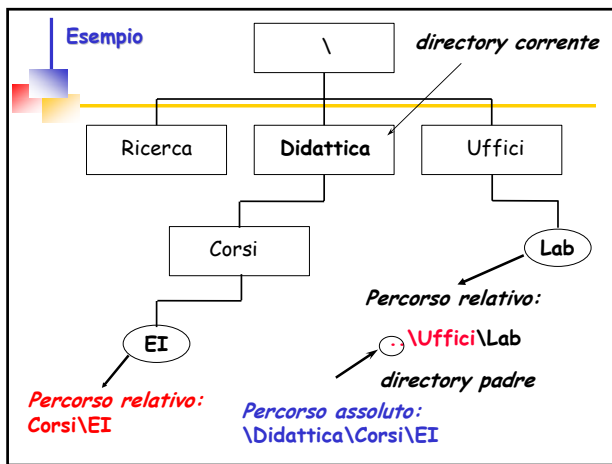 Esempio
\
directory corrente
Ricerca
Didattica
Uffici
Corsi
Lab
EI
Percorso relativo:
..\Uffici\Lab
directory padre
Percorso relativo:
Corsi\EI
Percorso assoluto:
\Didattica\Corsi\EI